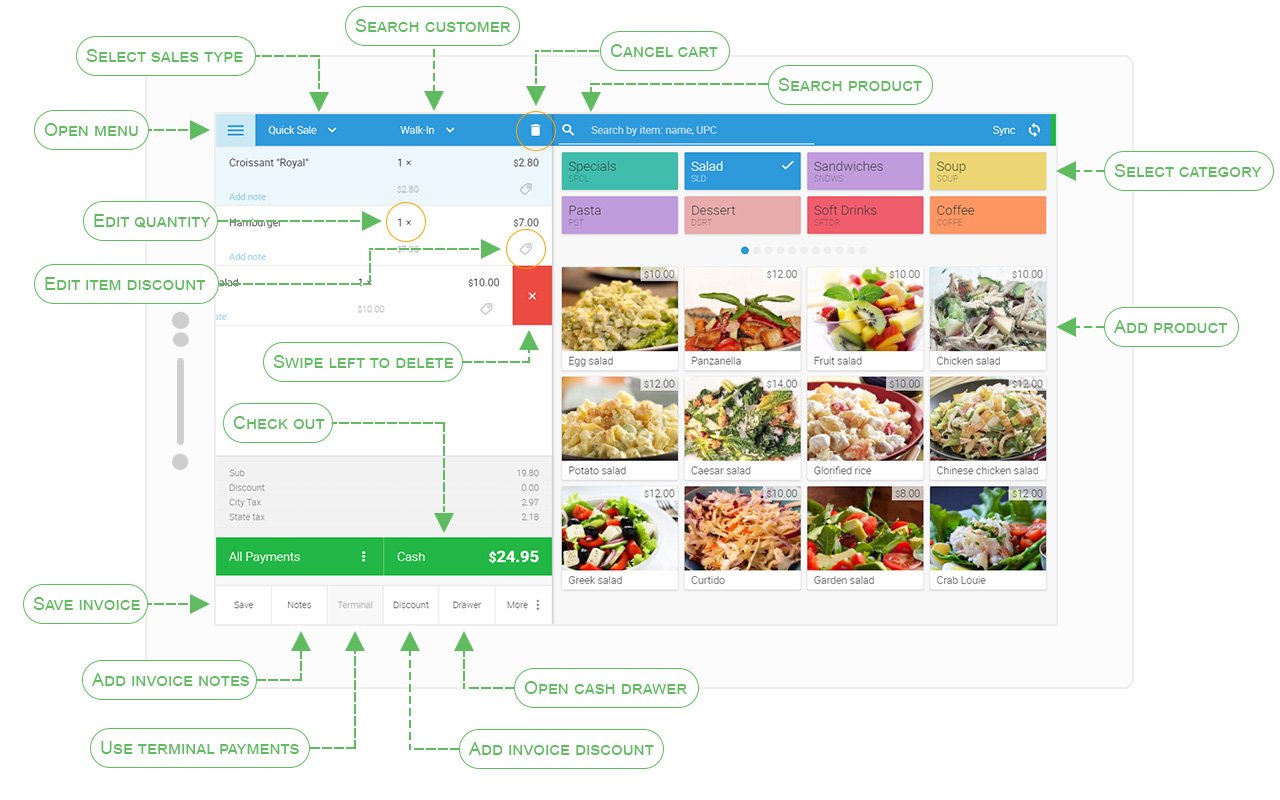 SEARCH CUSTOMER
SELECT SALES TYPE
CANCEL CART
SEARCH PRODUCT
OPEN MENU
Quick Sale
Walk-In
Search by item: name, UPC
Sync
Croissant "Royal"
1 ×
$2.80
$2.80
Add note
EDIT QUANTITY
Hamburger
1 ×
$7.00
$7.00
Add note
EDIT ITEM DISCOUNT
alad
1 ×
$10.00
$10.00
ote
×
SWIPE LEFT TO DELETE
CHECK OUT
Sub 19.80
Discount 0.00
City Tax 2.97
State tax 2.18
All Payments
Cash
$24.95
SAVE INVOICE
Save
Notes
Terminal
Discount
Drawer
More
ADD INVOICE NOTES
OPEN CASH DRAWER
USE TERMINAL PAYMENTS
ADD INVOICE DISCOUNT
Specials
SPCL
Salad
SLD
Sandwiches
SNDWS
Soup
SOUP
SELECT CATEGORY
Pasta
PST
Dessert
DSRT
Soft Drinks
SFTDR
Coffee
COFFE
$10.00
$12.00
$10.00
$10.00
ADD PRODUCT
Egg salad
Panzanella
Fruit salad
Chicken salad
$12.00
$14.00
$10.00
$12.00
Potato salad
Caesar salad
Glorified rice
Chinese chicken salad
$12.00
$10.00
$8.00
$12.00
Greek salad
Curtido
Garden salad
Crab Louie